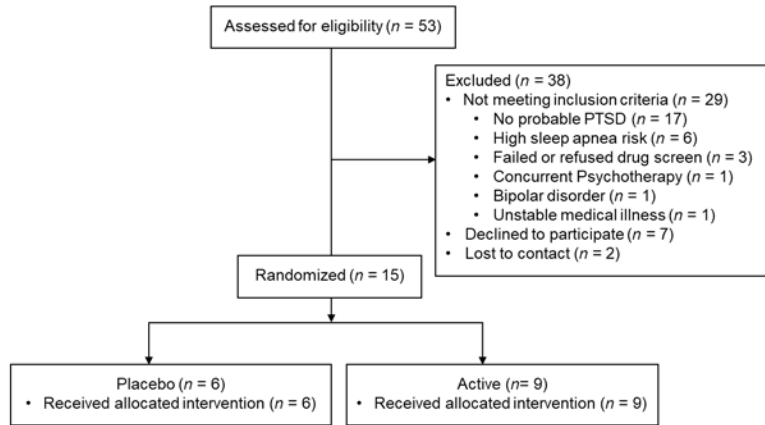 Assessed for eligibility (n = 53)
Excluded (n = 38)
• Not meeting inclusion criteria (n = 29)
• No probable PTSD (n = 17)
• High sleep apnea risk (n = 6)
• Failed or refused drug screen (n = 3)
• Concurrent Psychotherapy (n = 1)
• Bipolar disorder (n = 1)
• Unstable medical illness (n = 1)
• Declined to participate (n = 7)
• Lost to contact (n = 2)
Randomized (n = 15)
Placebo (n = 6)
• Received allocated intervention (n = 6)
Active (n= 9)
• Received allocated intervention (n = 9)